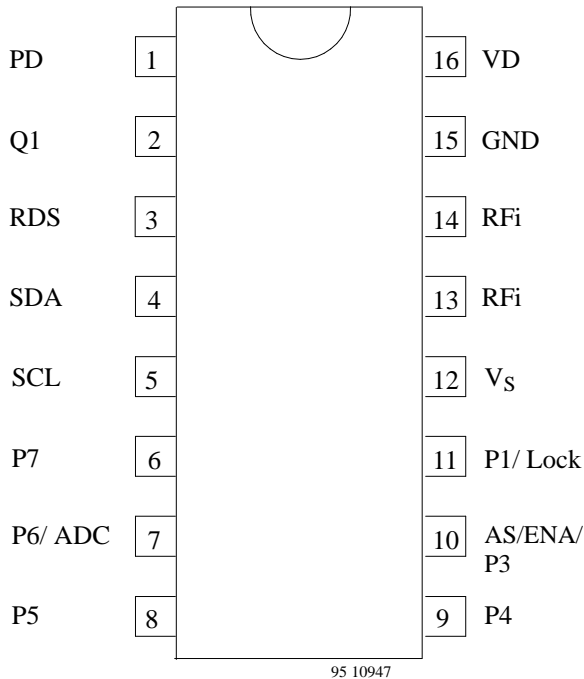 PD 1 16 VD
Q1 2 15 GND
RDS 3 14 RFi
SDA 4 13 RFi
SCL 5 12 VS
P7 6 11 P1/ Lock
P6/ ADC 7 10 AS/ENA/
P3
P5 8 9 P4
95 10947